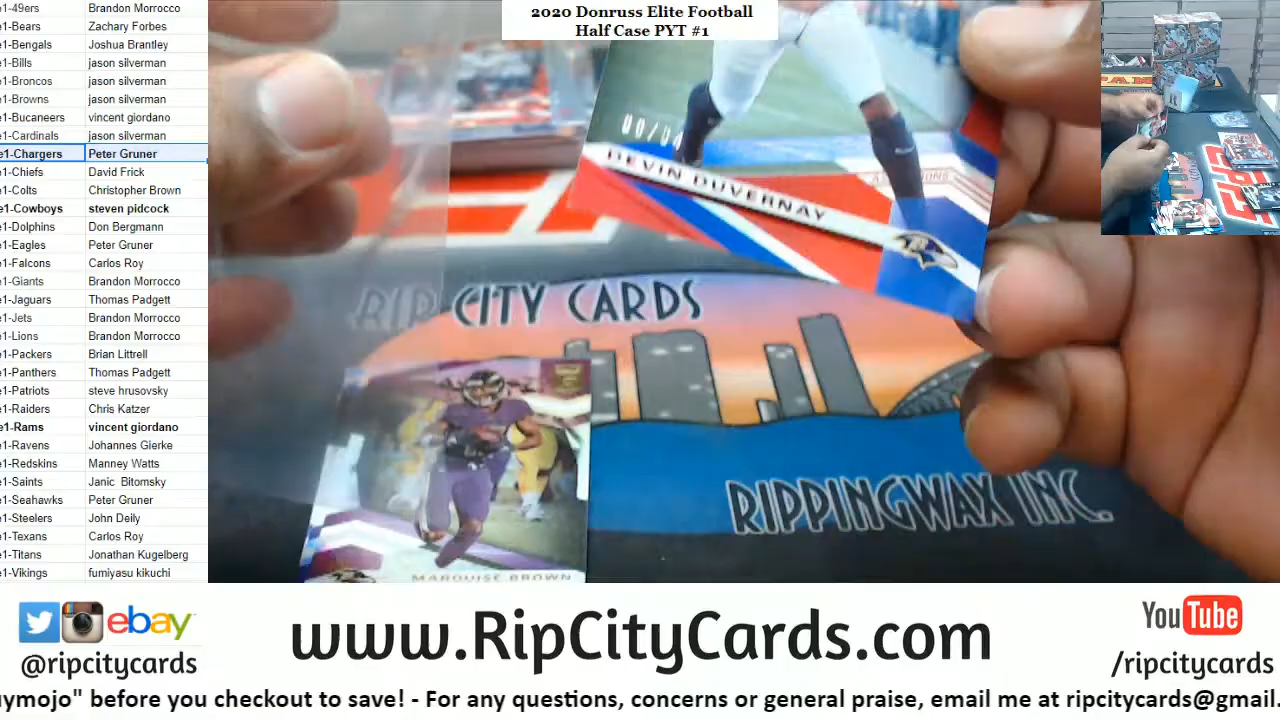 2020 Donruss Elite Football
Half Case PYT #1
e1-49ers Brandon Morrocco
e1-Bears Zachary Forbes
e1-Bengals Joshua Brantley
e1-Bills jason silverman
e1-Broncos jason silverman
e1-Browns jason silverman
e1-Bucaneers vincent giordano
e1-Cardinals jason silverman
e1-Chargers Peter Gruner
e1-Chiefs David Frick
e1-Colts Christopher Brown
e1-Cowboys steven pidcock
e1-Dolphins Don Bergmann
e1-Eagles Peter Gruner
e1-Falcons Carlos Roy
e1-Giants Brandon Morrocco
e1-Jaguars Thomas Padgett
e1-Jets Brandon Morrocco
e1-Lions Brandon Morrocco
e1-Packers Brian Littrell
e1-Panthers Thomas Padgett
e1-Patriots steve hrusovsky
e1-Raiders Chris Katzer
e1-Rams vincent giordano
e1-Ravens Johannes Gierke
e1-Redskins Manney Watts
e1-Saints Janic Bitomsky
e1-Seahawks Peter Gruner
e1-Steelers John Deily
e1-Texans Carlos Roy
e1-Titans Jonathan Kugelberg
e1-Vikings fumiyasu kikuchi
DEVIN DUVERNAY
RIP CITY CARDS
MARQUISE BROWN
RIPPINGWAX INC.
ebay
@ripcitycards
www.RipCityCards.com
YouTube
/ripcitycards
uymojo" before you checkout to save! - For any questions, concerns or general praise, email me at ripcitycards@gmail.